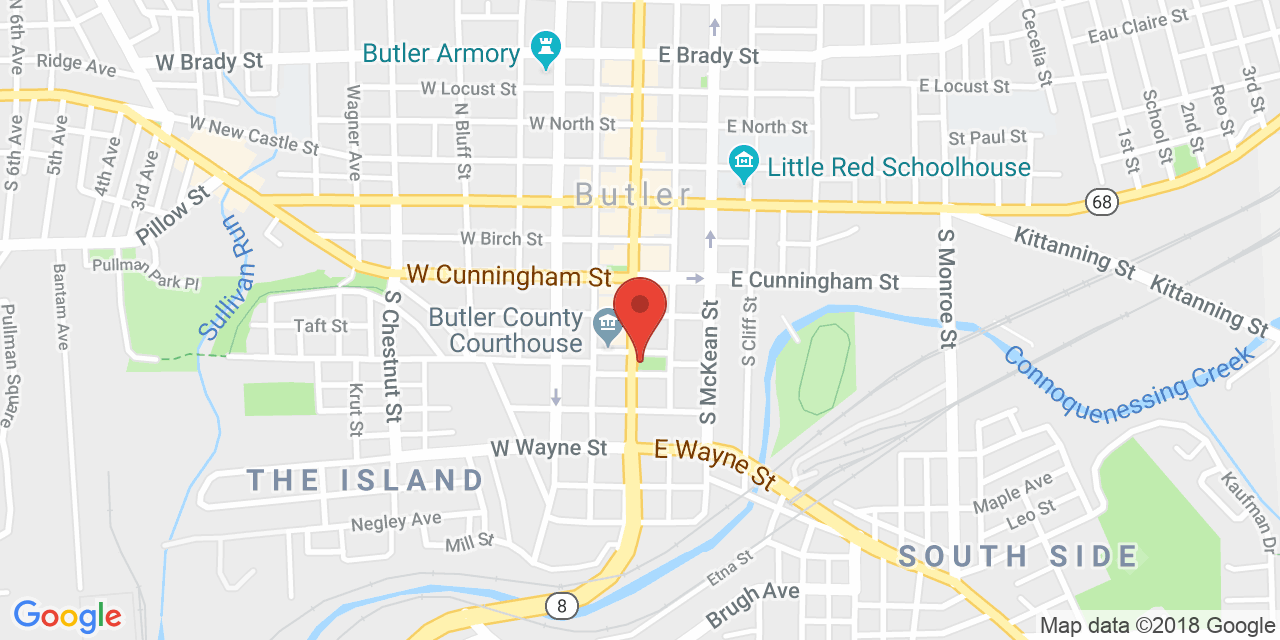 N 6th Ave
Ridge Ave
W Brady St
Butler Armory
E Brady St
Cecelia St
Eau Claire St
W Locust St
E Locust St
3rd St
Reo St
2nd St
School St
1st St
S 6th Ave
5th Ave
4th Ave
3rd Ave
W New Castle St
Wagner Ave
N Bluff St
W North St
E North St
St Paul St
Little Red Schoolhouse
Butler
68
Pillow St
Sullivan Run
W Birch St
Kittanning St
Kittanning St
Pullman Park Pl
W Cunningham St
E Cunningham St
S Monroe St
Bantam Ave
Pullman Square
Taft St
S Chestnut St
Butler County
Courthouse
S McKean St
S Cliff St
Connoquenessing Creek
Krut St
W Wayne St
E Wayne St
THE ISLAND
Maple Ave
Leo St
Kaufman Dr
Negley Ave
Mill St
SOUTH SIDE
Etna St
Brugh Ave
8
Google
Map data ©2018 Google